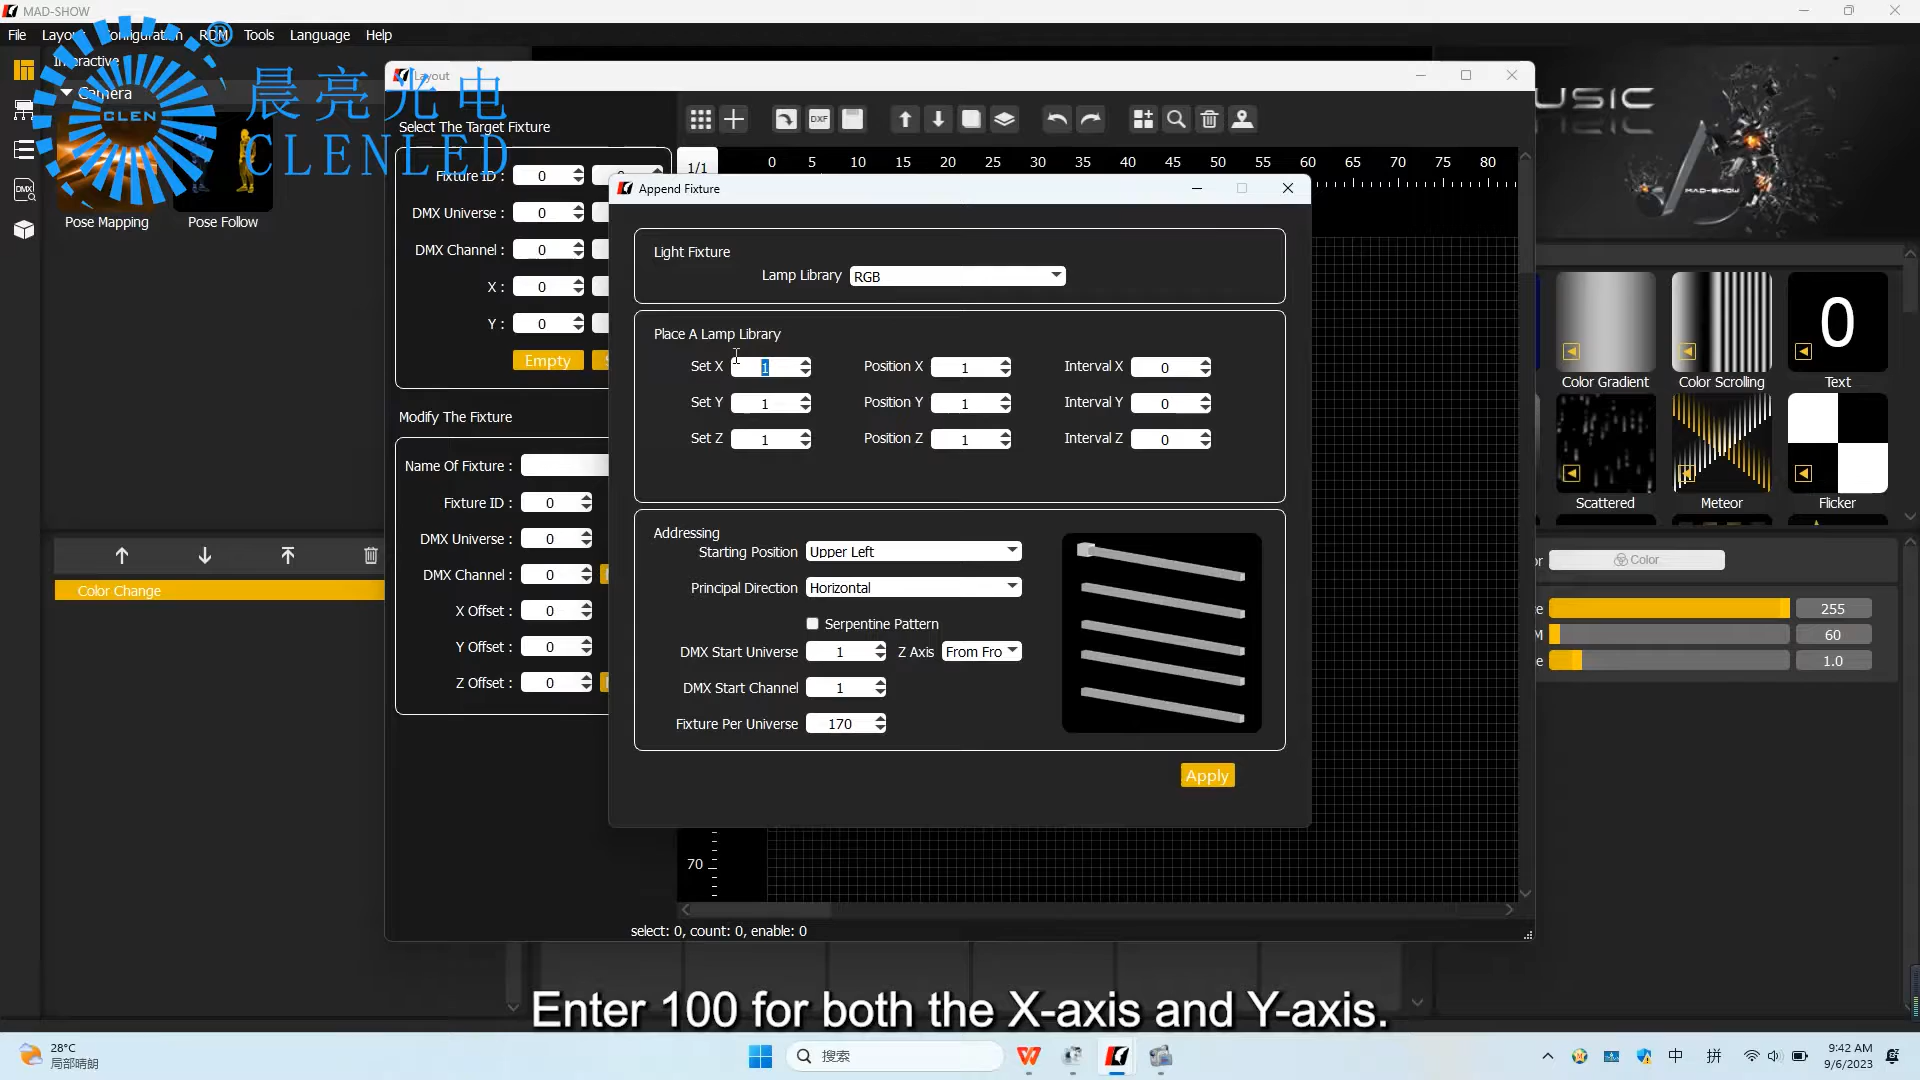 MAD-SHOW
File Layout Configuration RDM Tools Language Help
Interactive
Camera
Pose Mapping
Pose Follow
®
CLEN
晨亮光电
CLENLED
Layout
Select The Target Fixture
Fixture ID : 0 0
DMX Universe : 0
DMX Channel : 0
X : 0
Y : 0
Empty
Modify The Fixture
Name Of Fixture :
Fixture ID : 0
DMX Universe : 0
DMX Channel : 0
X Offset : 0
Y Offset : 0
Z Offset : 0
DXF
DMX
1/1
0 5 10 15 20 25 30 35 40 45 50 55 60 65 70 75 80
Append Fixture
Light Fixture
Lamp Library RGB
Place A Lamp Library
Set X 1 Position X 1 Interval X 0
Set Y 1 Position Y 1 Interval Y 0
Set Z 1 Position Z 1 Interval Z 0
Addressing
Starting Position Upper Left
Principal Direction Horizontal
Serpentine Pattern
DMX Start Universe 1 Z Axis From Fro
DMX Start Channel 1
Fixture Per Universe 170
Apply
70
select: 0, count: 0, enable: 0
Color Change
USIC
MAD-SHOW
0
Color Gradient
Color Scrolling
Text
Scattered
Meteor
Flicker
Color
255
60
1.0
Enter 100 for both the X-axis and Y-axis.
28°C
局部晴朗
搜索
中
拼
9:42 AM
9/6/2023